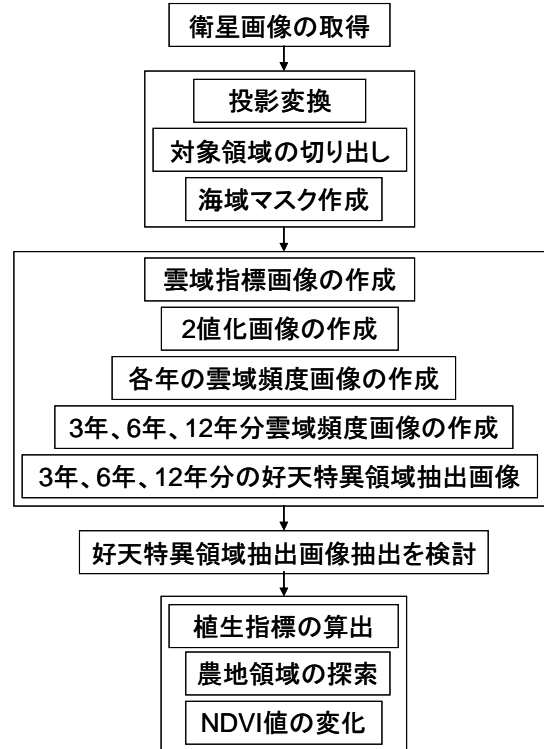 衛星画像の取得
投影変換
対象領域の切り出し
海域マスク作成
雲域指標画像の作成
2値化画像の作成
各年の雲域頻度画像の作成
3年、6年、12年分雲域頻度画像の作成
3年、6年、12年分の好天特異領域抽出画像
好天特異領域抽出画像抽出を検討
植生指標の算出
農地領域の探索
NDVI値の変化